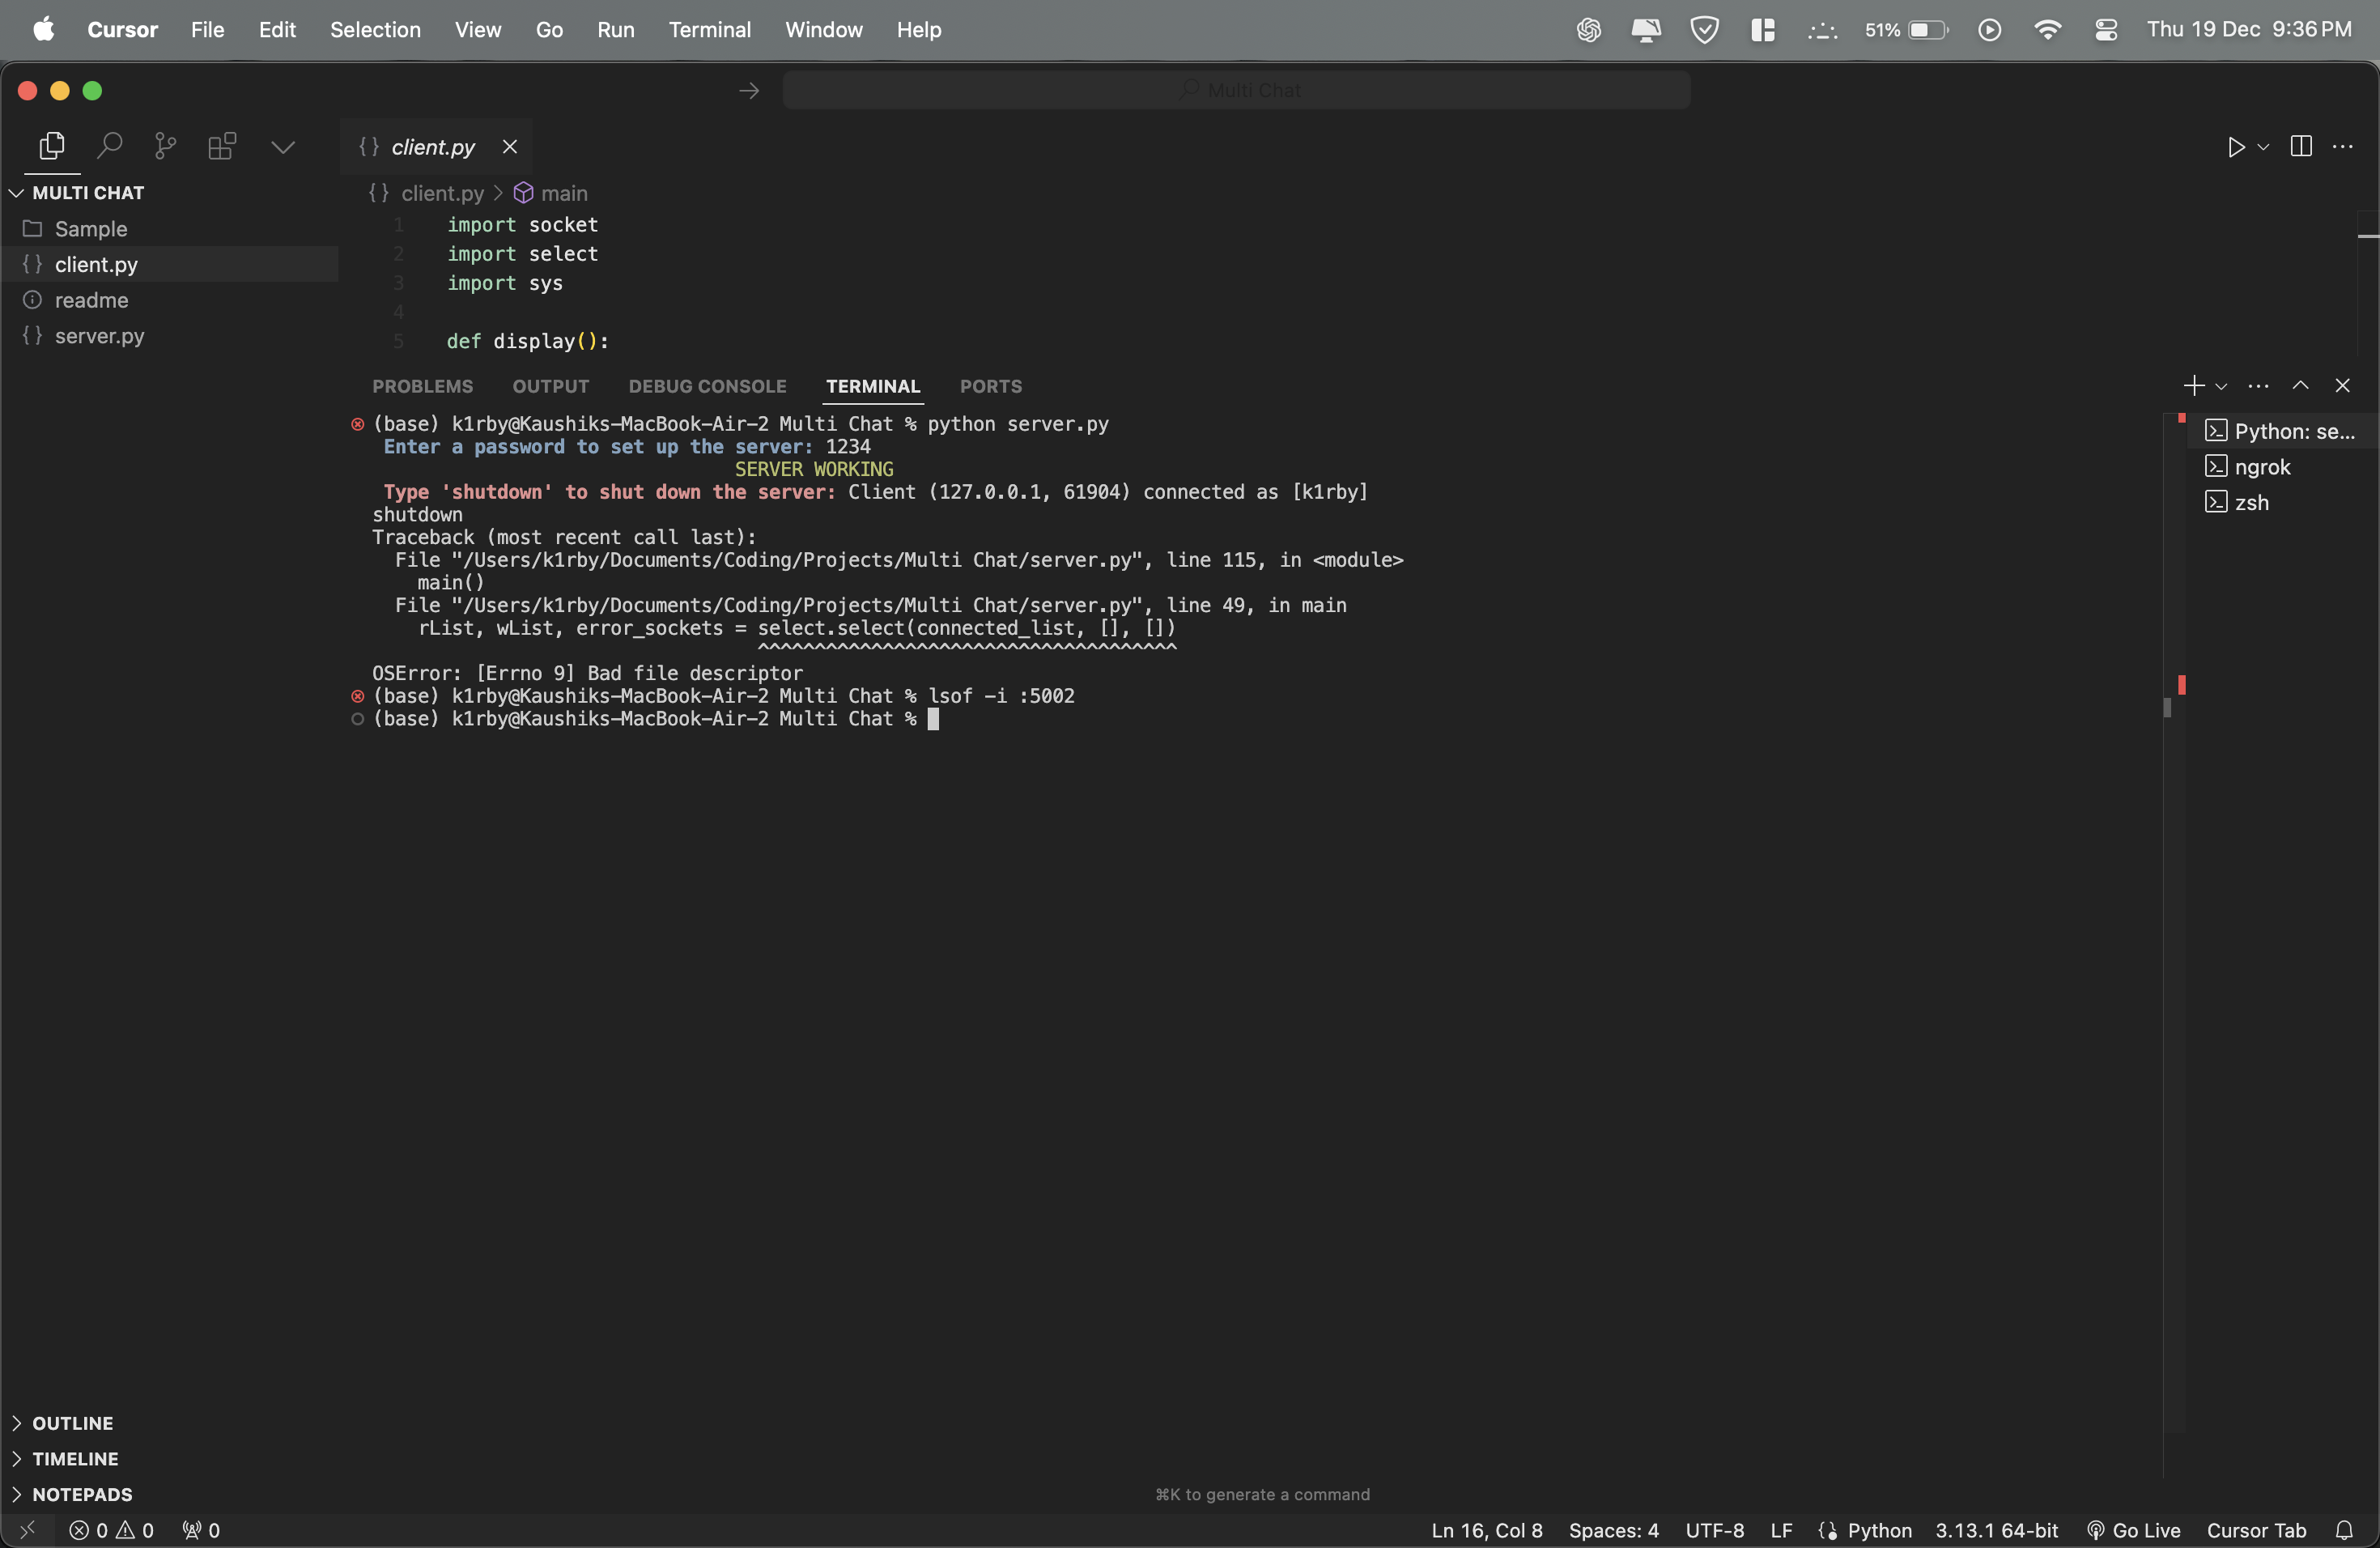 Cursor File Edit Selection View Go Run Terminal Window Help 51% Thu 19 Dec 9:36 PM
Multi Chat
client.py
MULTI CHAT
Sample
client.py
readme
server.py
client.py > main
1 import socket
2 import select
3 import sys
4
5 def display():
PROBLEMS OUTPUT DEBUG CONSOLE TERMINAL PORTS
(base) k1rby@Kaushiks-MacBook-Air-2 Multi Chat % python server.py
Enter a password to set up the server: 1234
SERVER WORKING
Type 'shutdown' to shut down the server: Client (127.0.0.1, 61904) connected as [k1rby]
shutdown
Traceback (most recent call last):
File "/Users/k1rby/Documents/Coding/Projects/Multi Chat/server.py", line 115, in <module>
main()
File "/Users/k1rby/Documents/Coding/Projects/Multi Chat/server.py", line 49, in main
rList, wList, error_sockets = select.select(connected_list, [], [])
^^^^^^^^^^^^^^^^^^^^^^^^^^^^^^^^^^^^^
OSError: [Errno 9] Bad file descriptor
(base) k1rby@Kaushiks-MacBook-Air-2 Multi Chat % lsof -i :5002
(base) k1rby@Kaushiks-MacBook-Air-2 Multi Chat %
Python: se...
ngrok
zsh
OUTLINE
TIMELINE
NOTEPADS
⌘K to generate a command
0 0 0 Ln 16, Col 8 Spaces: 4 UTF-8 LF Python 3.13.1 64-bit Go Live Cursor Tab